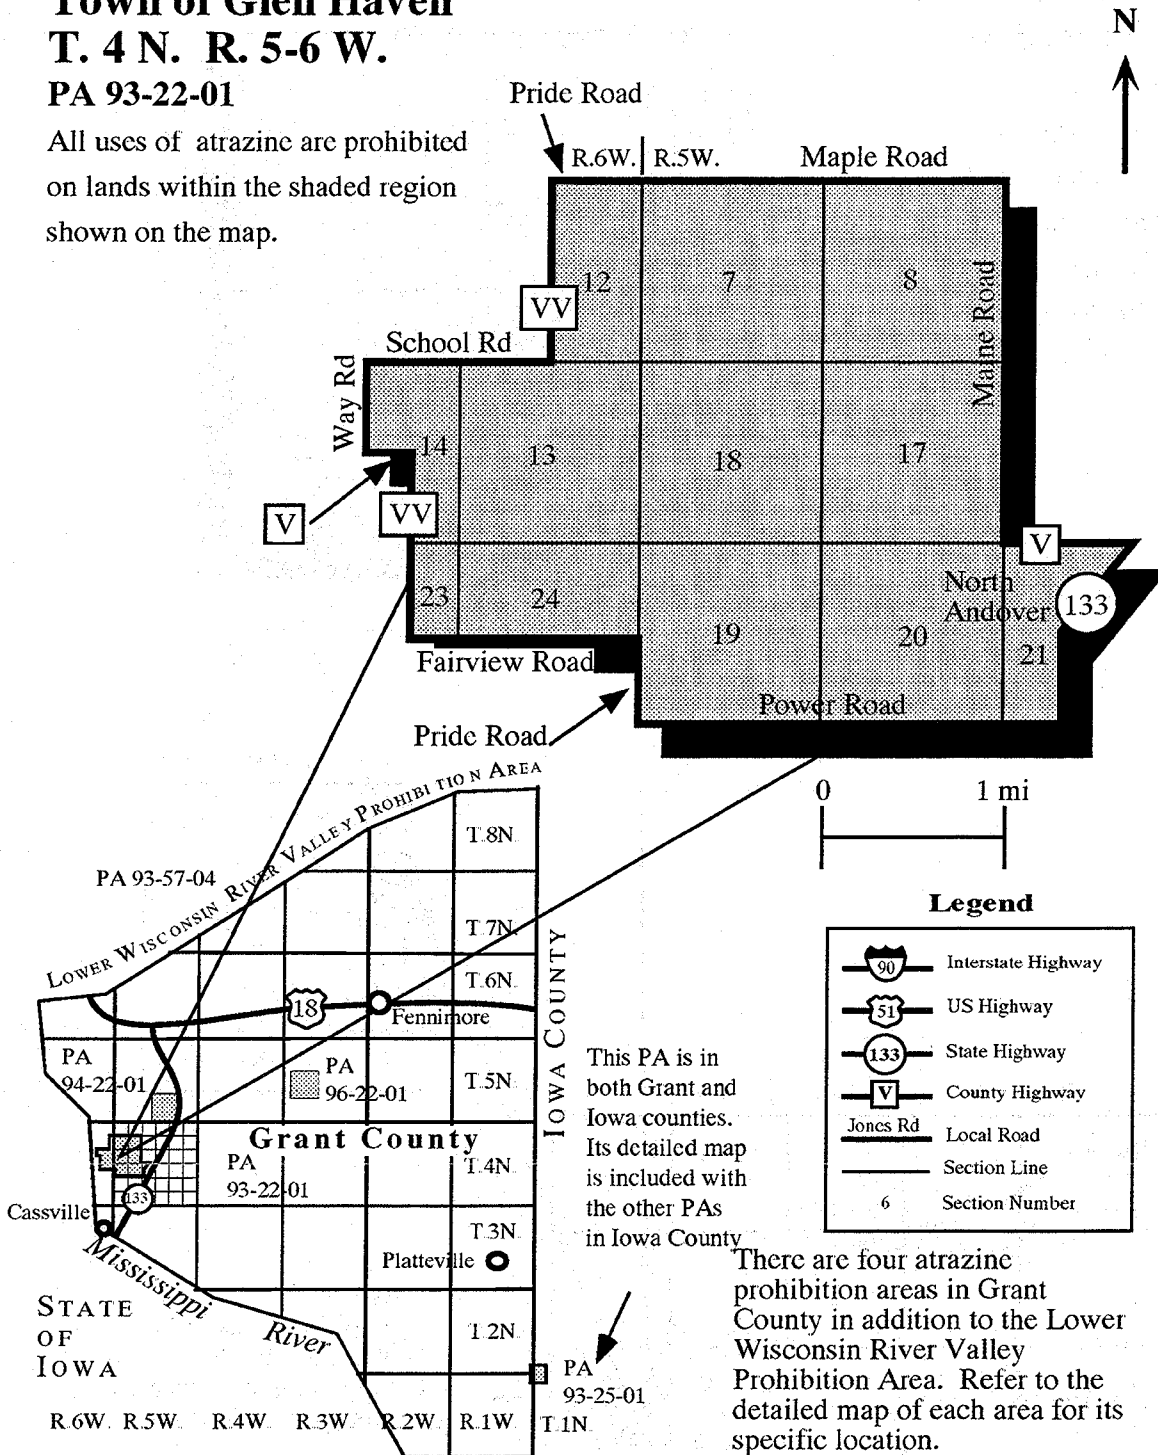 Town of Glen Haven
T. 4 N. R. 5-6 W.
PA 93-22-01
All uses of atrazine are prohibited
on lands within the shaded region
shown on the map.
N
Pride Road
R.6W. R.5W.
Maple Road
12
7
8
VV
Maine Road
School Rd
Way Rd
14
13
18
17
V
VV
V
North
Andover
133
23
24
19
20
21
Fairview Road
Power Road
Pride Road
0 1 mi
LOWER WISCONSIN RIVER VALLEY PROHIBITION AREA
PA 93-57-04
T.8N.
T.7N.
T.6N.
18
Fennimore
IOWA COUNTY
PA
94-22-01
PA
96-22-01
T.5N.
Grant County
PA
93-22-01
T.4N.
133
Cassville
T.3N.
Platteville
Mississippi
River
STATE
OF
IOWA
T.2N.
PA
93-25-01
R.6W. R.5W. R.4W. R.3W. R.2W. R.1W. T.1N.
This PA is in
both Grant and
Iowa counties.
Its detailed map
is included with
the other PAs
in Iowa County
Legend
90 Interstate Highway
51 US Highway
133 State Highway
V County Highway
Jones Rd Local Road
Section Line
6 Section Number
There are four atrazine
prohibition areas in Grant
County in addition to the Lower
Wisconsin River Valley
Prohibition Area. Refer to the
detailed map of each area for its
specific location.